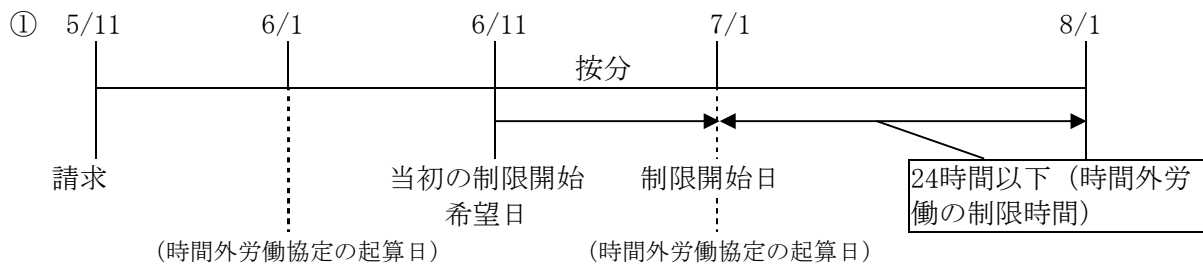 ① 5/11 6/1 6/11 7/1 8/1
按分
請求 当初の制限開始 制限開始日 24時間以下（時間外労
希望日 働の制限時間）
（時間外労働協定の起算日） （時間外労働協定の起算日）